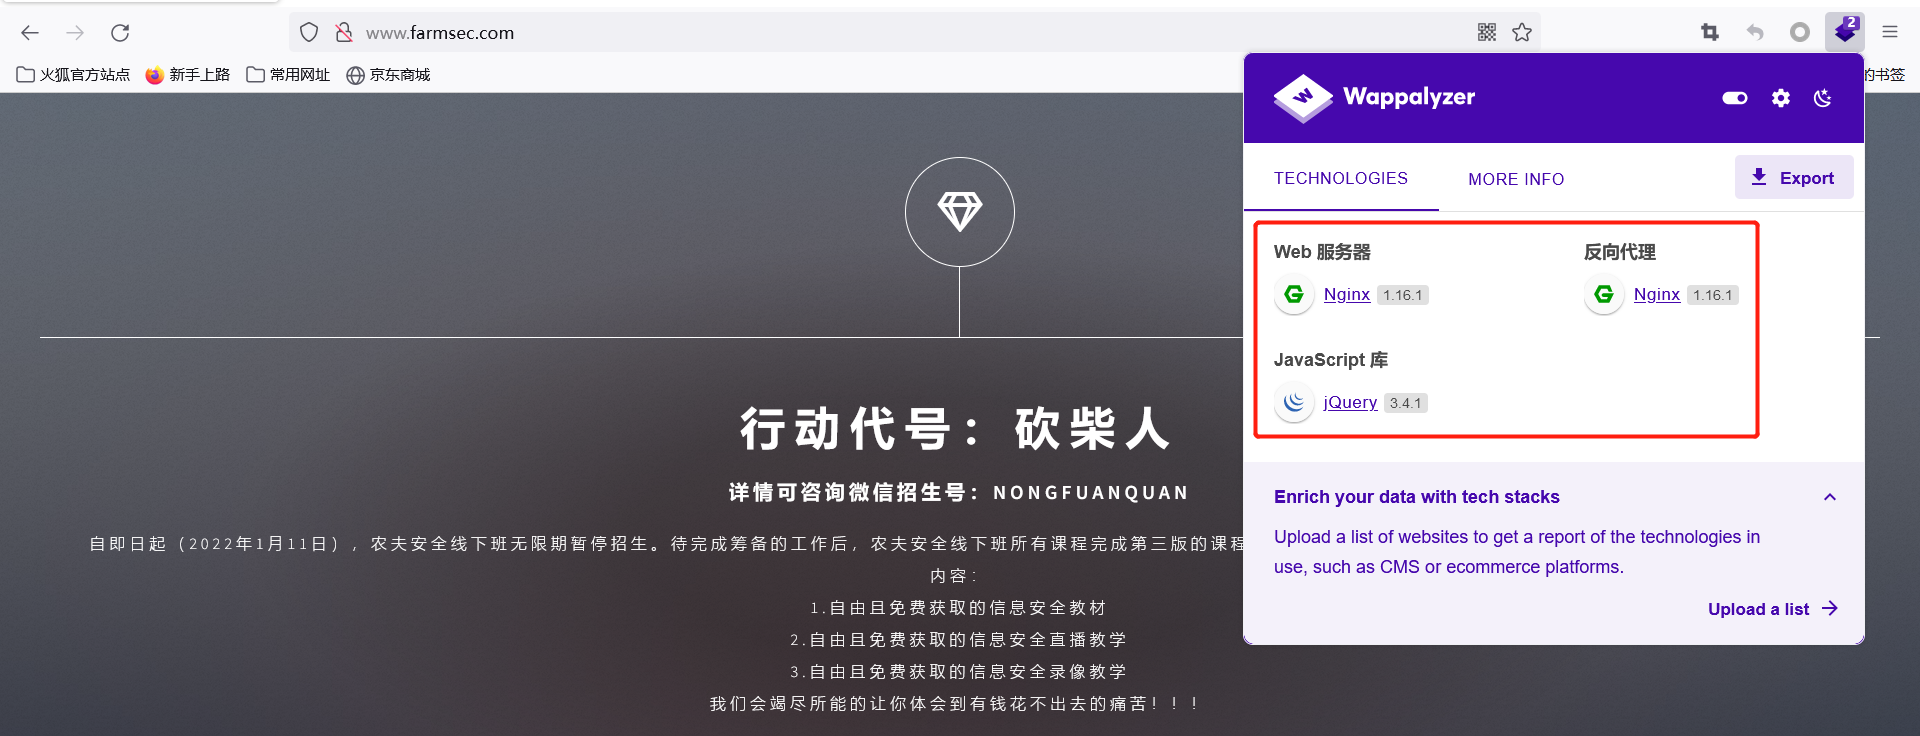 www.farmsec.com
2
火狐官方站点
新手上路
常用网址
京东商城
的书签
Wappalyzer
TECHNOLOGIES
MORE INFO
Export
Web 服务器
反向代理
Nginx 1.16.1
Nginx 1.16.1
JavaScript 库
jQuery 3.4.1
Enrich your data with tech stacks
Upload a list of websites to get a report of the technologies in
use, such as CMS or ecommerce platforms.
Upload a list
行动代号：砍柴人
详情可咨询微信招生号：NONGFUANQUAN
自即日起（2022年1月11日），农夫安全线下班无限期暂停招生。待完成筹备的工作后，农夫安全线下班所有课程完成第三版的课程
内容：
1.自由且免费获取的信息安全教材
2.自由且免费获取的信息安全直播教学
3.自由且免费获取的信息安全录像教学
我们会竭尽所能的让你体会到有钱花不出去的痛苦！！！